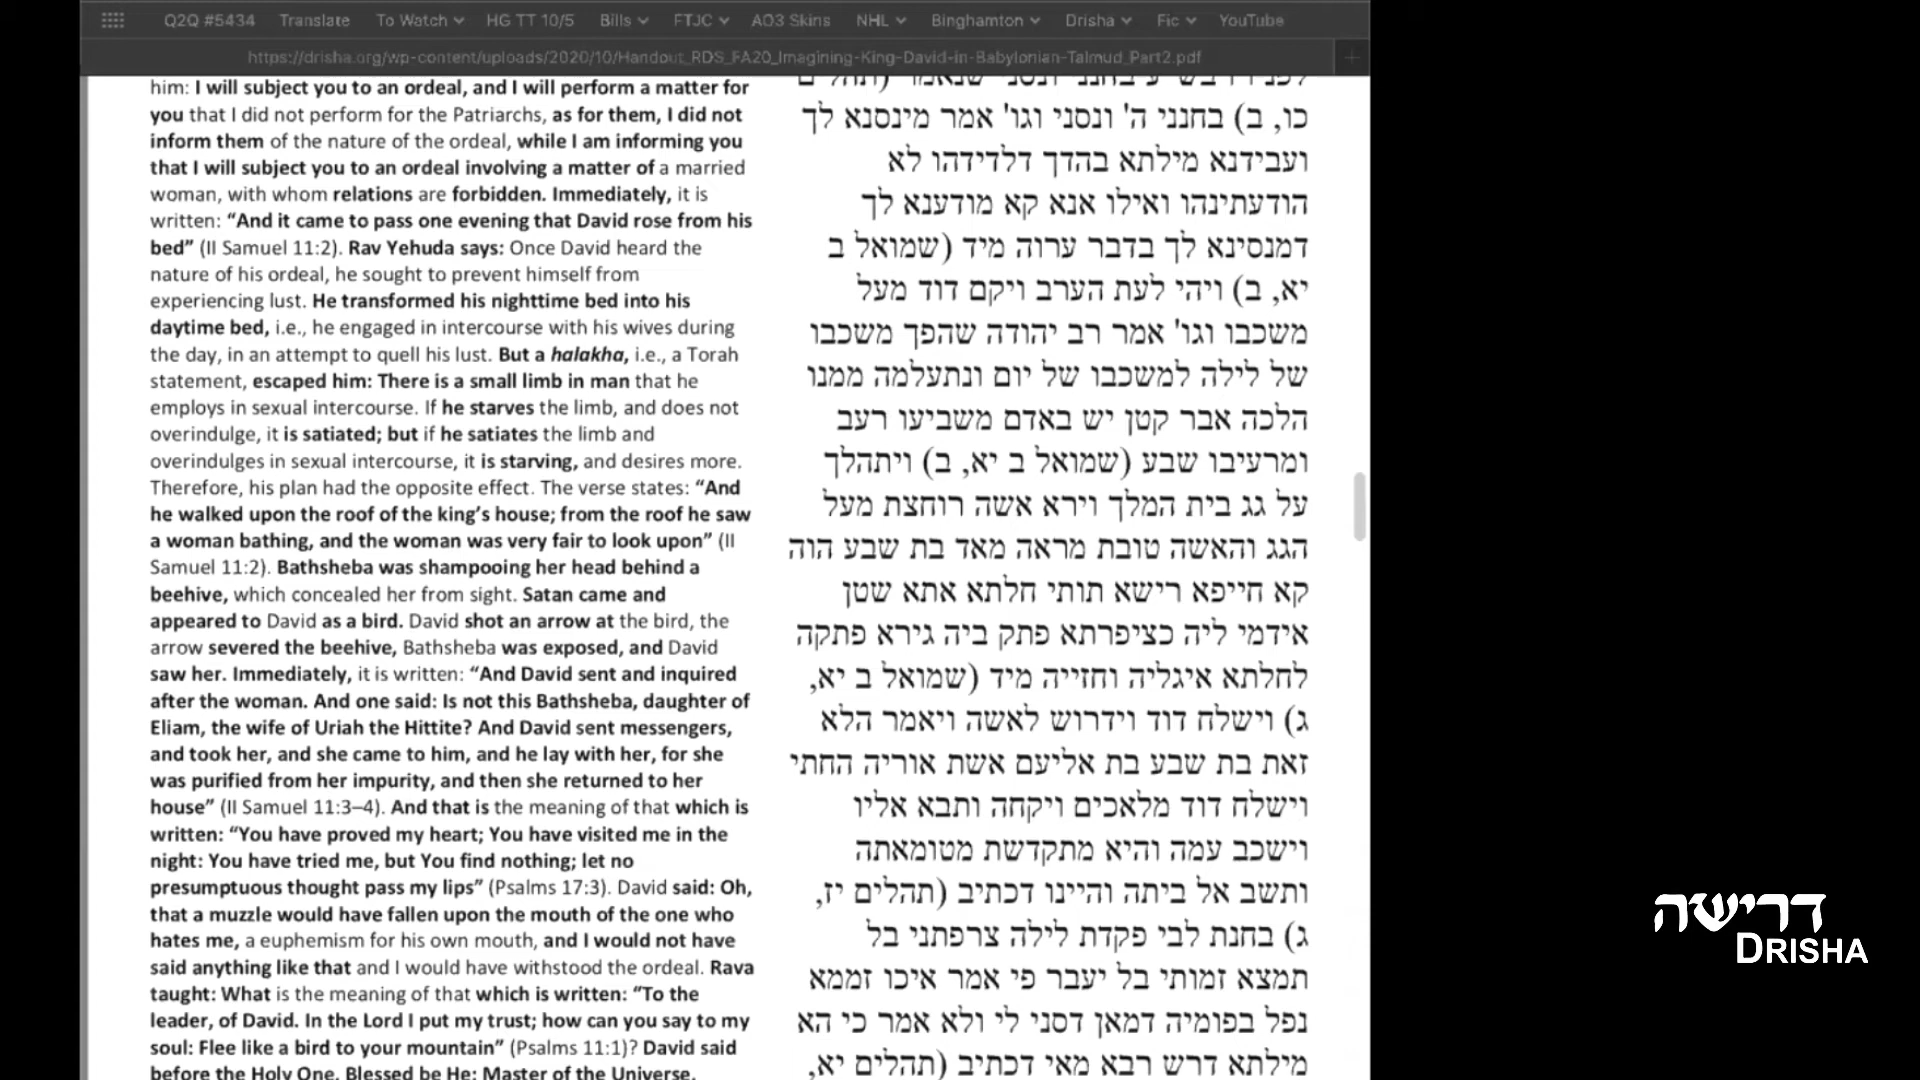 Q2Q #5434 Translate To Watch HG TT 10/5 Bills FTJC AO3 Skins NHL Binghamton Drisha Fic YouTube
https://drisha.org/wp-content/uploads/2020/10/Handout_RDS_FA20_Imagining-King-David-in-Babylonian-Talmud_Part2.pdf
him: I will subject you to an ordeal, and I will perform a matter for
you that I did not perform for the Patriarchs, as for them, I did not
inform them of the nature of the ordeal, while I am informing you
that I will subject you to an ordeal involving a matter of a married
woman, with whom relations are forbidden. Immediately, it is
written: “And it came to pass one evening that David rose from his
bed” (II Samuel 11:2). Rav Yehuda says: Once David heard the
nature of his ordeal, he sought to prevent himself from
experiencing lust. He transformed his nighttime bed into his
daytime bed, i.e., he engaged in intercourse with his wives during
the day, in an attempt to quell his lust. But a halakha, i.e., a Torah
statement, escaped him: There is a small limb in man that he
employs in sexual intercourse. If he starves the limb, and does not
overindulge, it is satiated; but if he satiates the limb and
overindulges in sexual intercourse, it is starving, and desires more.
Therefore, his plan had the opposite effect. The verse states: “And
he walked upon the roof of the king’s house; from the roof he saw
a woman bathing, and the woman was very fair to look upon” (II
Samuel 11:2). Bathsheba was shampooing her head behind a
beehive, which concealed her from sight. Satan came and
appeared to David as a bird. David shot an arrow at the bird, the
arrow severed the beehive, Bathsheba was exposed, and David
saw her. Immediately, it is written: “And David sent and inquired
after the woman. And one said: Is not this Bathsheba, daughter of
Eliam, the wife of Uriah the Hittite? And David sent messengers,
and took her, and she came to him, and he lay with her, for she
was purified from her impurity, and then she returned to her
house” (II Samuel 11:3–4). And that is the meaning of that which is
written: “You have proved my heart; You have visited me in the
night: You have tried me, but You find nothing; let no
presumptuous thought pass my lips” (Psalms 17:3). David said: Oh,
that a muzzle would have fallen upon the mouth of the one who
hates me, a euphemism for his own mouth, and I would not have
said anything like that and I would have withstood the ordeal. Rava
taught: What is the meaning of that which is written: “To the
leader, of David. In the Lord I put my trust; how can you say to my
soul: Flee like a bird to your mountain” (Psalms 11:1)? David said
before the Holy One, Blessed be He: Master of the Universe,
כו, ב) בחנני ה' ונסני וגו' אמר מינסנא לך
ועבידנא מילתא בהדך דלדידהו לא
הודעתינהו ואילו אנא קא מודענא לך
דמנסינא לך בדבר ערוה מיד (שמואל ב
יא, ב) ויהי לעת הערב ויקם דוד מעל
משכבו וגו' אמר רב יהודה שהפך משכבו
של לילה למשכבו של יום ונתעלמה ממנו
הלכה אבר קטן יש באדם משביעו רעב
ומרעיבו שבע (שמואל ב יא, ב) ויתהלך
על גג בית המלך וירא אשה רוחצת מעל
הגג והאשה טובת מראה מאד בת שבע הוה
קא חייפא רישא תותי חלתא אתא שטן
אידמי ליה כציפרתא פתק ביה גירא פתקה
לחלתא איגליה וחזייה מיד (שמואל ב יא,
ג) וישלח דוד וידרוש לאשה ויאמר הלא
זאת בת שבע בת אליעם אשת אוריה החתי
וישלח דוד מלאכים ויקחה ותבא אליו
וישכב עמה והיא מתקדשת מטומאתה
ותשב אל ביתה והיינו דכתיב (תהלים יז,
ג) בחנת לבי פקדת לילה צרפתני בל
תמצא זמותי בל יעבר פי אמר איכו זממא
נפל בפומיה דמאן דסני לי ולא אמר כי הא
מילתא דרש רבא מאי דכתיב (תהלים יא,
דרישה
DRISHA